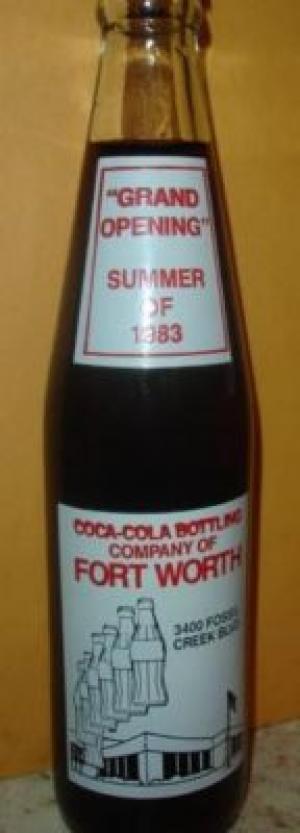 "GRAND
OPENING"
SUMMER
OF
1983
COCA-COLA BOTTLING
COMPANY OF
FORT WORTH
3400 FOSSIL
CREEK BLVD